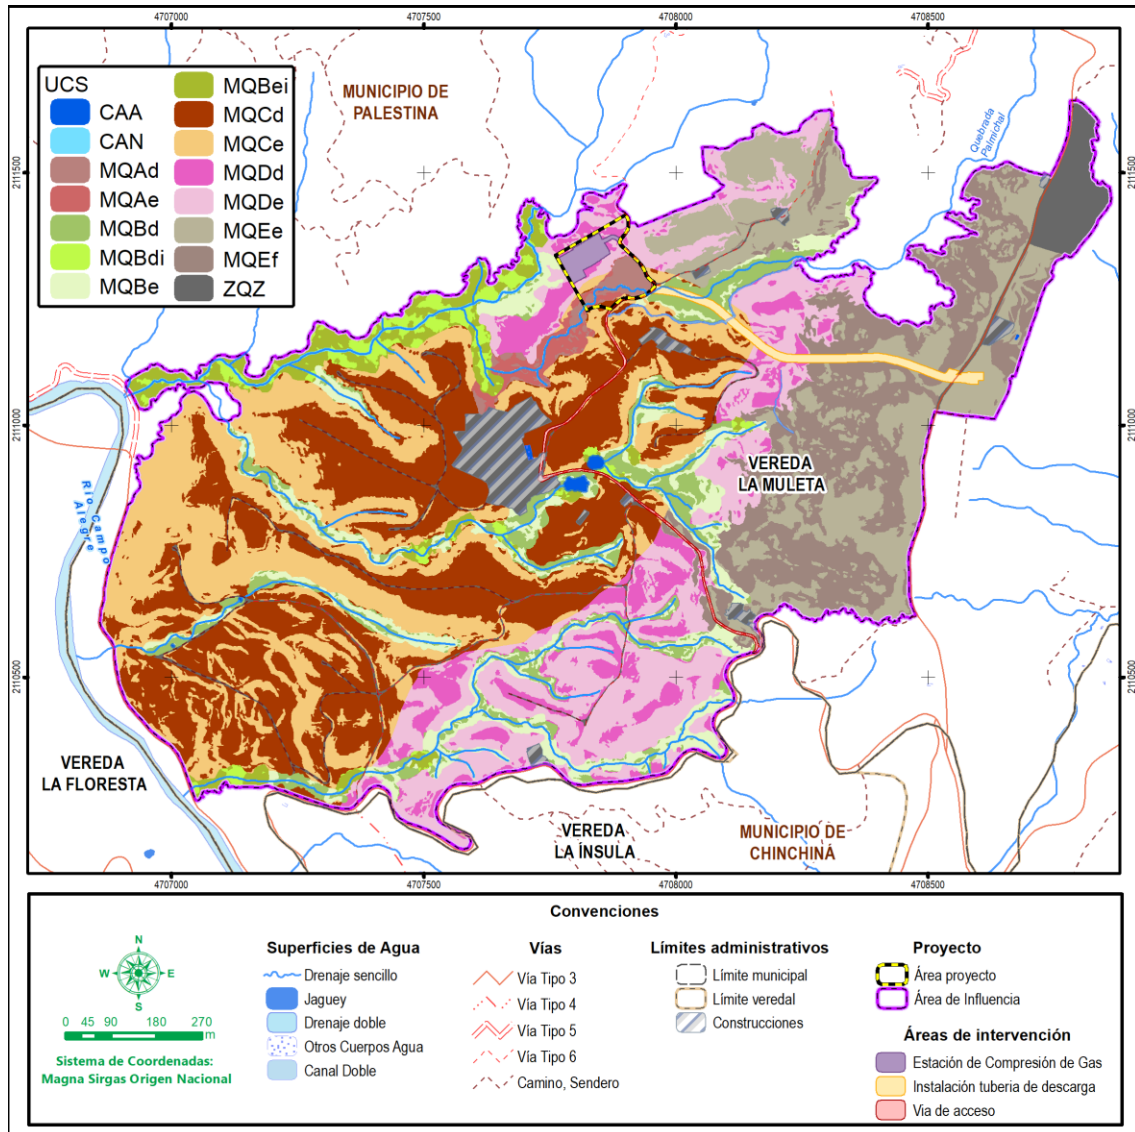 4707000
4707500
4708000
4708500
2111500
2111000
2110500
2111500
2111000
2110500
UCS
CAA
CAN
MQAd
MQAe
MQBd
MQBdi
MQBe
MQBei
MQCd
MQCe
MQDd
MQDe
MQEe
MQEf
ZQZ
MUNICIPIO DE
PALESTINA
Quebrada
Palmichal
Río Campo
Alegre
VEREDA
LA MULETA
VEREDA
LA FLORESTA
VEREDA
LA ÍNSULA
MUNICIPIO DE
CHINCHINÁ
4707000
4707500
4708000
4708500
Convenciones
N
W
E
S
0 45 90 180 270
m
Sistema de Coordenadas:
Magna Sirgas Origen Nacional
Superficies de Agua
Drenaje sencillo
Jaguey
Drenaje doble
Otros Cuerpos Agua
Canal Doble
Vías
Vía Tipo 3
Vía Tipo 4
Vía Tipo 5
Vía Tipo 6
Camino, Sendero
Límites administrativos
Límite municipal
Límite veredal
Construcciones
Proyecto
Área proyecto
Área de Influencia
Áreas de intervención
Estación de Compresión de Gas
Instalación tuberia de descarga
Via de acceso